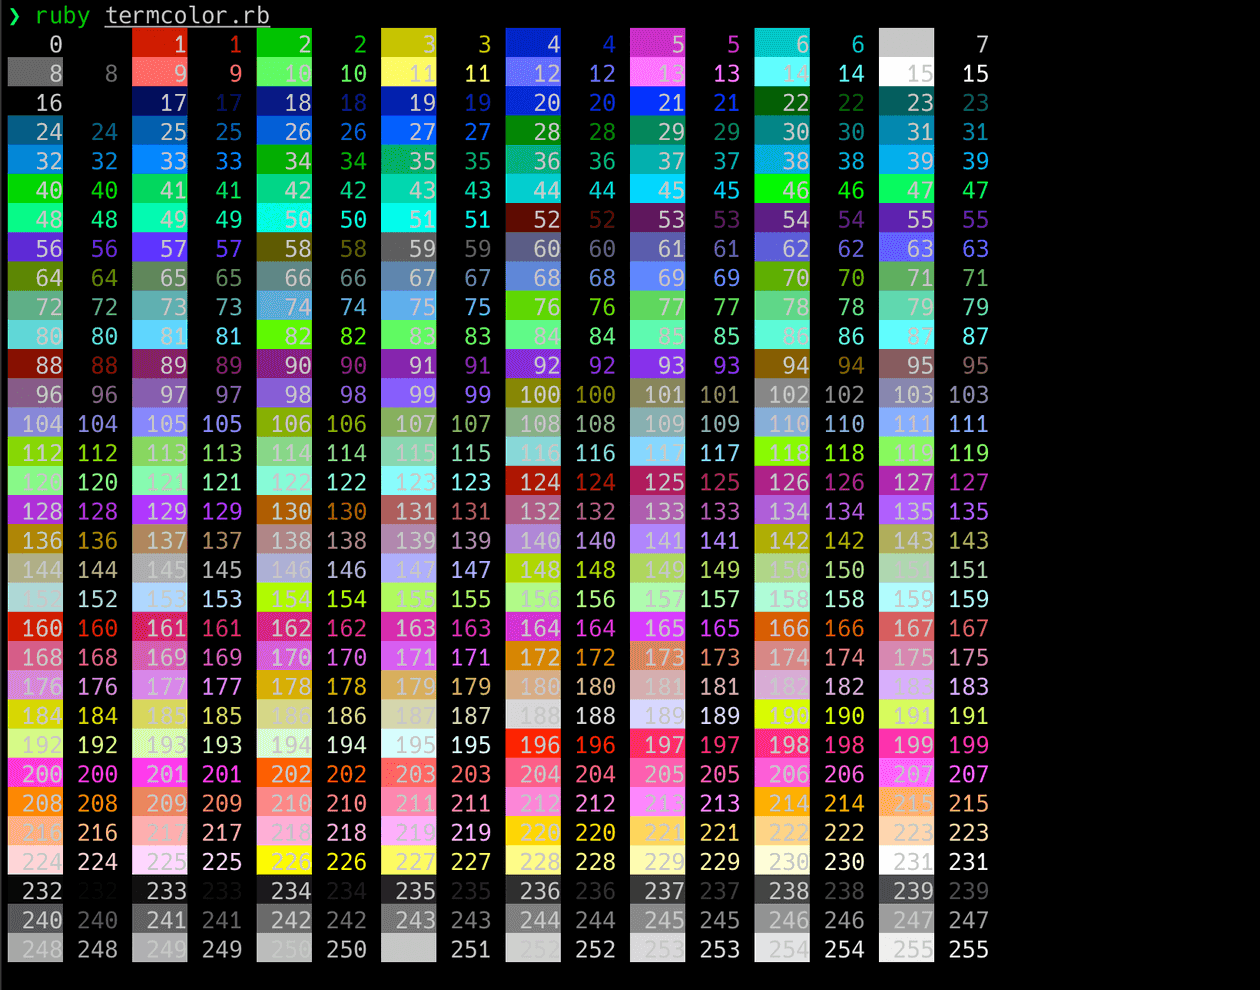 ❯ ruby termcolor.rb
0 1 1 2 2 3 3 4 4 5 5 6 6 7
8 8 9 9 10 10 11 11 12 12 13 13 14 14 15 15
16 17 17 18 18 19 19 20 20 21 21 22 22 23 23
24 24 25 25 26 26 27 27 28 28 29 29 30 30 31 31
32 32 33 33 34 34 35 35 36 36 37 37 38 38 39 39
40 40 41 41 42 42 43 43 44 44 45 45 46 46 47 47
48 48 49 49 50 50 51 51 52 52 53 53 54 54 55 55
56 56 57 57 58 58 59 59 60 60 61 61 62 62 63 63
64 64 65 65 66 66 67 67 68 68 69 69 70 70 71 71
72 72 73 73 74 74 75 75 76 76 77 77 78 78 79 79
80 80 81 81 82 82 83 83 84 84 85 85 86 86 87 87
88 88 89 89 90 90 91 91 92 92 93 93 94 94 95 95
96 96 97 97 98 98 99 99 100 100 101 101 102 102 103 103
104 104 105 105 106 106 107 107 108 108 109 109 110 110 111 111
112 112 113 113 114 114 115 115 116 116 117 117 118 118 119 119
120 120 121 121 122 122 123 123 124 124 125 125 126 126 127 127
128 128 129 129 130 130 131 131 132 132 133 133 134 134 135 135
136 136 137 137 138 138 139 139 140 140 141 141 142 142 143 143
144 144 145 145 146 146 147 147 148 148 149 149 150 150 151 151
152 152 153 153 154 154 155 155 156 156 157 157 158 158 159 159
160 160 161 161 162 162 163 163 164 164 165 165 166 166 167 167
168 168 169 169 170 170 171 171 172 172 173 173 174 174 175 175
176 176 177 177 178 178 179 179 180 180 181 181 182 182 183 183
184 184 185 185 186 186 187 187 188 188 189 189 190 190 191 191
192 192 193 193 194 194 195 195 196 196 197 197 198 198 199 199
200 200 201 201 202 202 203 203 204 204 205 205 206 206 207 207
208 208 209 209 210 210 211 211 212 212 213 213 214 214 215 215
216 216 217 217 218 218 219 219 220 220 221 221 222 222 223 223
224 224 225 225 226 226 227 227 228 228 229 229 230 230 231 231
232 232 233 233 234 234 235 235 236 236 237 237 238 238 239 239
240 240 241 241 242 242 243 243 244 244 245 245 246 246 247 247
248 248 249 249 250 250 251 252 252 253 253 254 254 255 255